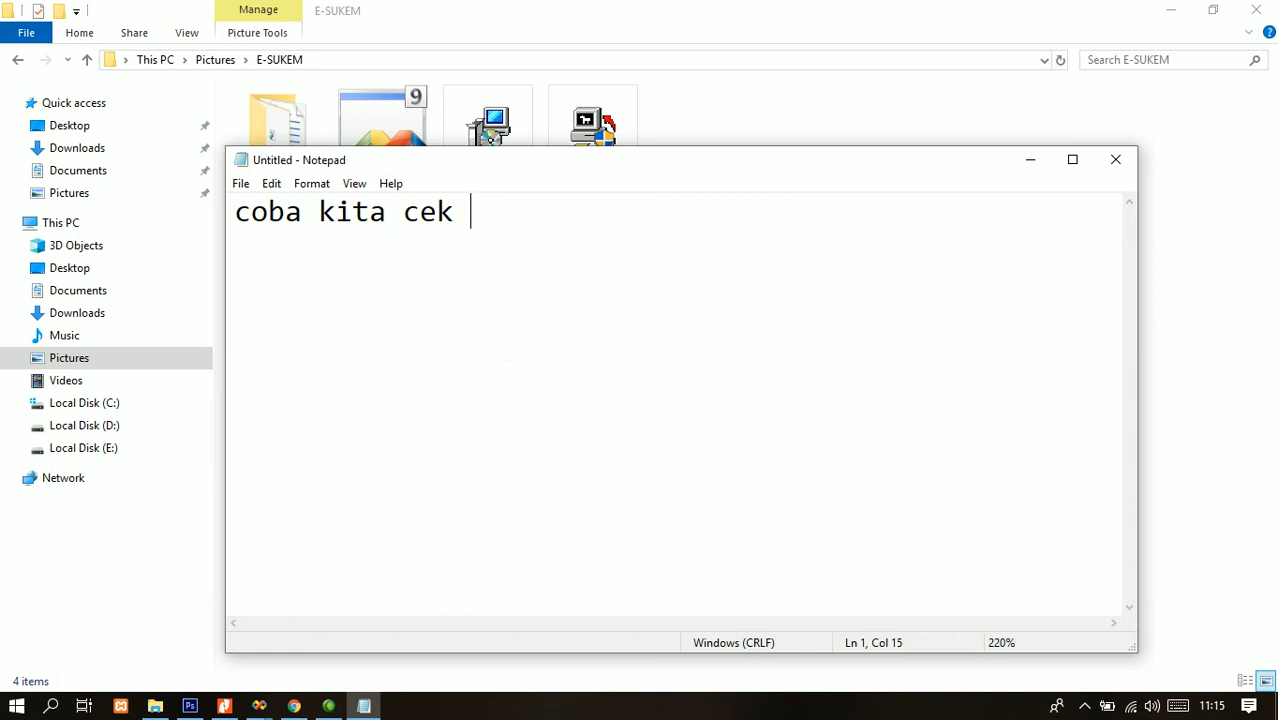 Manage
E-SUKEM
File
Home
Share
View
Picture Tools
This PC
Pictures
E-SUKEM
Search E-SUKEM
Quick access
Desktop
Downloads
Documents
Pictures
This PC
3D Objects
Desktop
Documents
Downloads
Music
Pictures
Videos
Local Disk (C:)
Local Disk (D:)
Local Disk (E:)
Network
9
Untitled - Notepad
File
Edit
Format
View
Help
coba kita cek
Windows (CRLF)
Ln 1, Col 15
220%
4 items
11:15